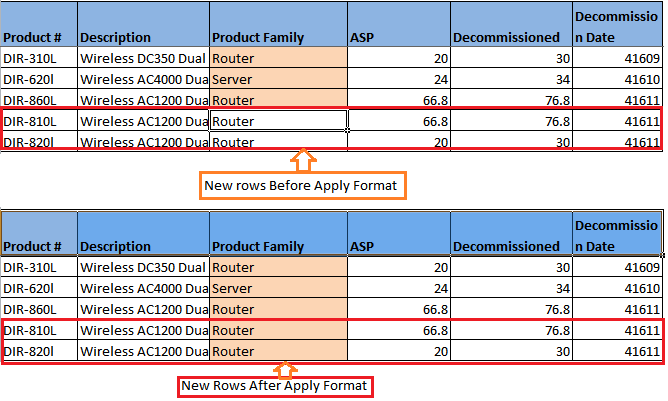 Decommissio
Product # Description Product Family ASP Decommissioned n Date
DIR-310L Wireless DC350 Dual Router 20 30 41609
DIR-620l Wireless AC4000 Dua Server 24 34 41610
DIR-860L Wireless AC1200 Dua Router 66.8 76.8 41611
DIR-810L Wireless AC1200 Dua Router 66.8 76.8 41611
DIR-820l Wireless AC1200 Dua Router 20 30 41611
New rows Before Apply Format
Decommissio
Product # Description Product Family ASP Decommissioned n Date
DIR-310L Wireless DC350 Dual Router 20 30 41609
DIR-620l Wireless AC4000 Dua Server 24 34 41610
DIR-860L Wireless AC1200 Dua Router 66.8 76.8 41611
DIR-810L Wireless AC1200 Dua Router 66.8 76.8 41611
DIR-820l Wireless AC1200 Dua Router 20 30 41611
New Rows After Apply Format